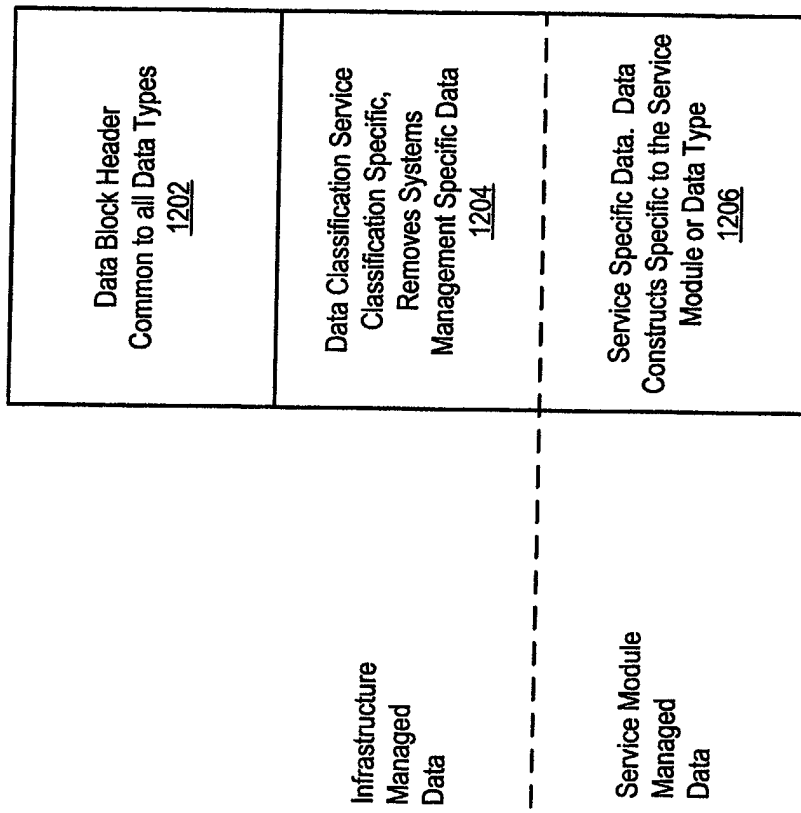 Data Block Header
Common to all Data Types
1202
Data Classification Service
Classification Specific,
Removes Systems
Management Specific Data
1204
Service Specific Data. Data
Constructs Specific to the Service
Module or Data Type
1206
Infrastructure
Managed
Data
Service Module
Managed
Data